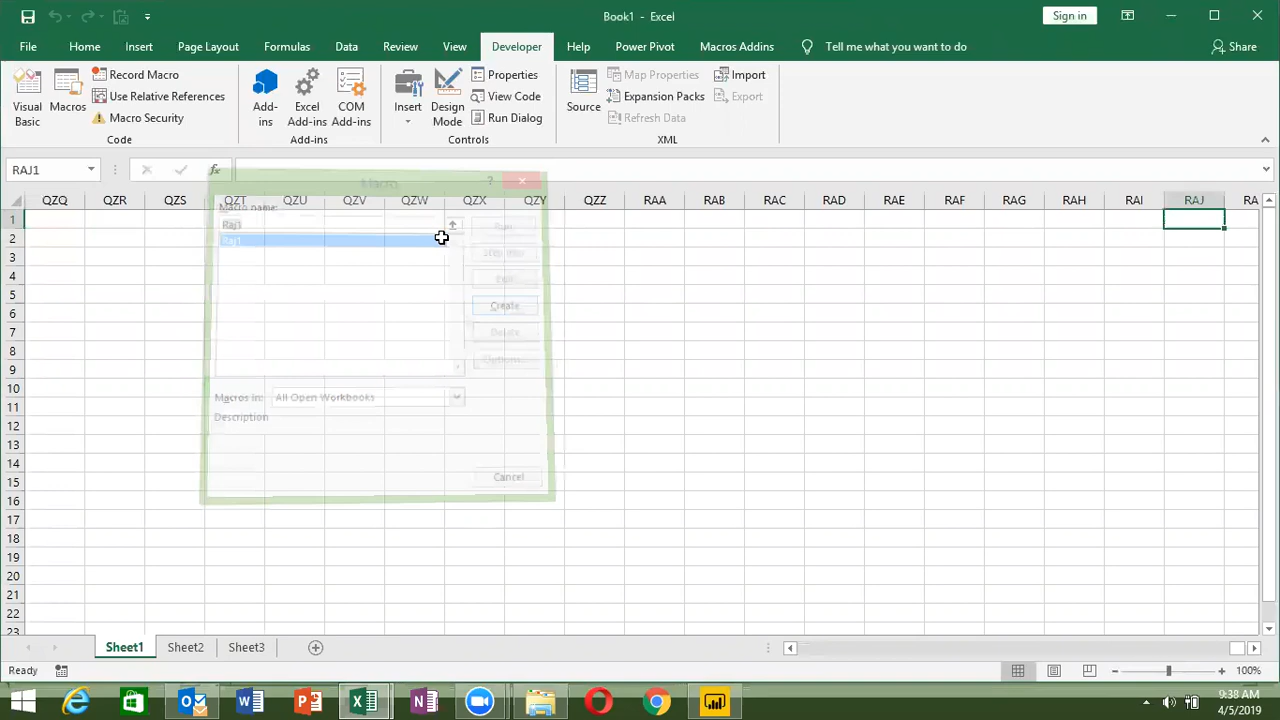 Book1 - Excel
Sign in
File Home Insert Page Layout Formulas Data Review View Developer Help Power Pivot Macros Addins Tell me what you want to do Share
Visual Basic
Macros
Record Macro
Use Relative References
Macro Security
Code
Add-ins
Excel Add-ins
COM Add-ins
Add-ins
Insert
Design Mode
Properties
View Code
Run Dialog
Controls
Source
Map Properties
Expansion Packs
Refresh Data
Import
Export
XML
RAJ1
fx
Macro
QZQ QZR QZS QZT QZU QZV QZW QZX QZY QZZ RAA RAB RAC RAD RAE RAF RAG RAH RAI RAJ RA
Macro name:
Raj1
Raj1
Run
Create
Delete
Options...
Macros in: All Open Workbooks
Description
Cancel
1
2
3
4
5
6
7
8
9
10
11
12
13
14
15
16
17
18
19
20
21
22
23
Sheet1 Sheet2 Sheet3
Ready
100%
9:38 AM
4/5/2019